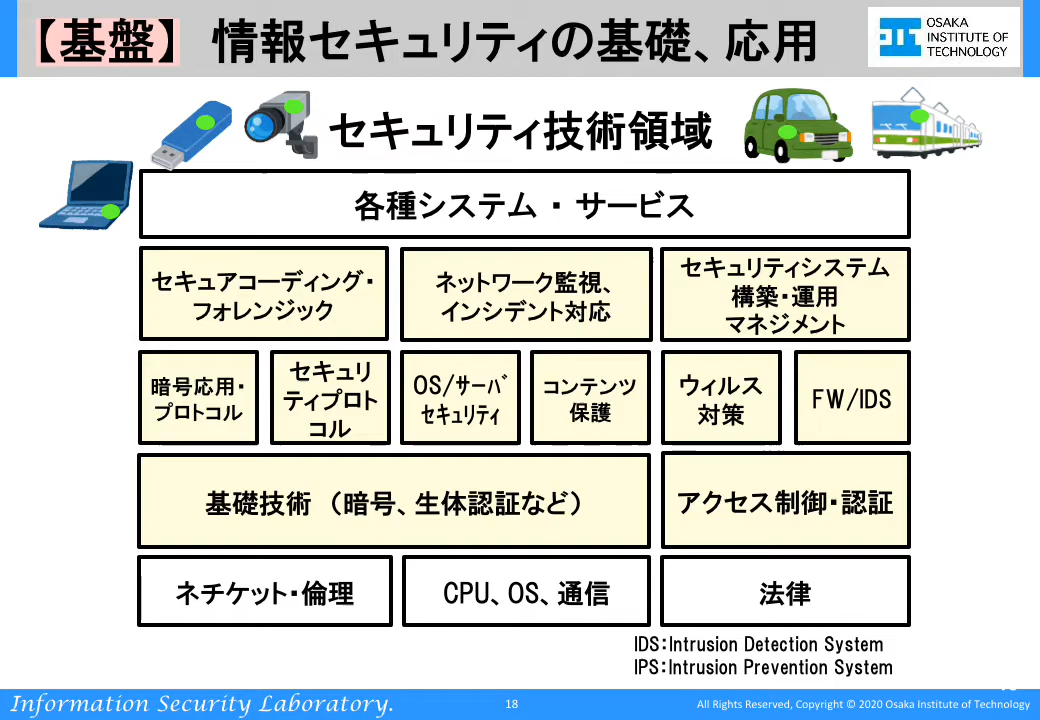 【基盤】 情報セキュリティの基礎、応用
OSAKA
INSTITUTE OF
TECHNOLOGY
セキュリティ技術領域
各種システム ・ サービス
セキュアコーディング・
フォレンジック
ネットワーク監視、
インシデント対応
セキュリティシステム
構築・運用
マネジメント
暗号応用・
プロトコル
セキュリ
ティプロト
コル
OS/ｻｰﾊﾞ
ｾｷｭﾘﾃｨ
コンテンツ
保護
ウィルス
対策
FW/IDS
基礎技術 （暗号、生体認証など）
アクセス制御・認証
ネチケット・倫理
CPU、OS、通信
法律
IDS：Intrusion Detection System
IPS：Intrusion Prevention System
Information Security Laboratory.
18
All Rights Reserved, Copyright © 2020 Osaka Institute of Technology